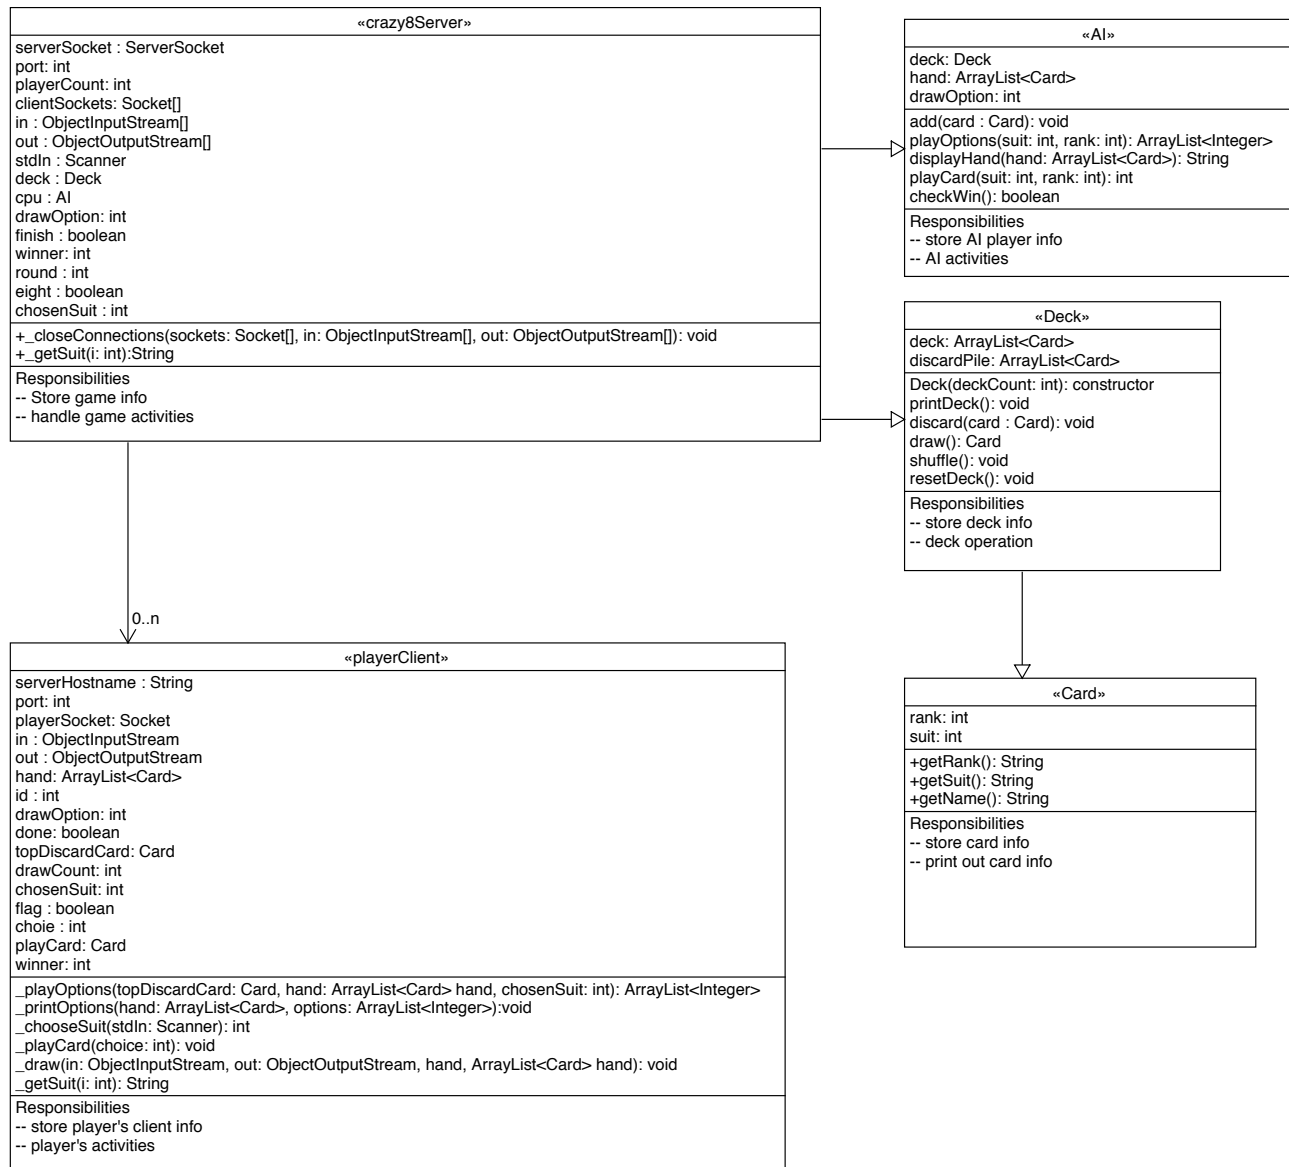 «crazy8Server»
serverSocket : ServerSocket
port: int
playerCount: int
clientSockets: Socket[]
in : ObjectInputStream[]
out : ObjectOutputStream[]
stdIn : Scanner
deck : Deck
cpu : AI
drawOption: int
finish : boolean
winner: int
round : int
eight : boolean
chosenSuit : int
+_closeConnections(sockets: Socket[], in: ObjectInputStream[], out: ObjectOutputStream[]): void
+_getSuit(i: int):String
Responsibilities
-- Store game info
-- handle game activities
«AI»
deck: Deck
hand: ArrayList<Card>
drawOption: int
add(card : Card): void
playOptions(suit: int, rank: int): ArrayList<Integer>
displayHand(hand: ArrayList<Card>): String
playCard(suit: int, rank: int): int
checkWin(): boolean
Responsibilities
-- store AI player info
-- AI activities
«Deck»
deck: ArrayList<Card>
discardPile: ArrayList<Card>
Deck(deckCount: int): constructor
printDeck(): void
discard(card : Card): void
draw(): Card
shuffle(): void
resetDeck(): void
Responsibilities
-- store deck info
-- deck operation
0..n
«playerClient»
serverHostname : String
port: int
playerSocket: Socket
in : ObjectInputStream
out : ObjectOutputStream
hand: ArrayList<Card>
id : int
drawOption: int
done: boolean
topDiscardCard: Card
drawCount: int
chosenSuit: int
flag : boolean
choie : int
playCard: Card
winner: int
_playOptions(topDiscardCard: Card, hand: ArrayList<Card> hand, chosenSuit: int): ArrayList<Integer>
_printOptions(hand: ArrayList<Card>, options: ArrayList<Integer>):void
_chooseSuit(stdIn: Scanner): int
_playCard(choice: int): void
_draw(in: ObjectInputStream, out: ObjectOutputStream, hand, ArrayList<Card> hand): void
_getSuit(i: int): String
Responsibilities
-- store player's client info
-- player's activities
«Card»
rank: int
suit: int
+getRank(): String
+getSuit(): String
+getName(): String
Responsibilities
-- store card info
-- print out card info